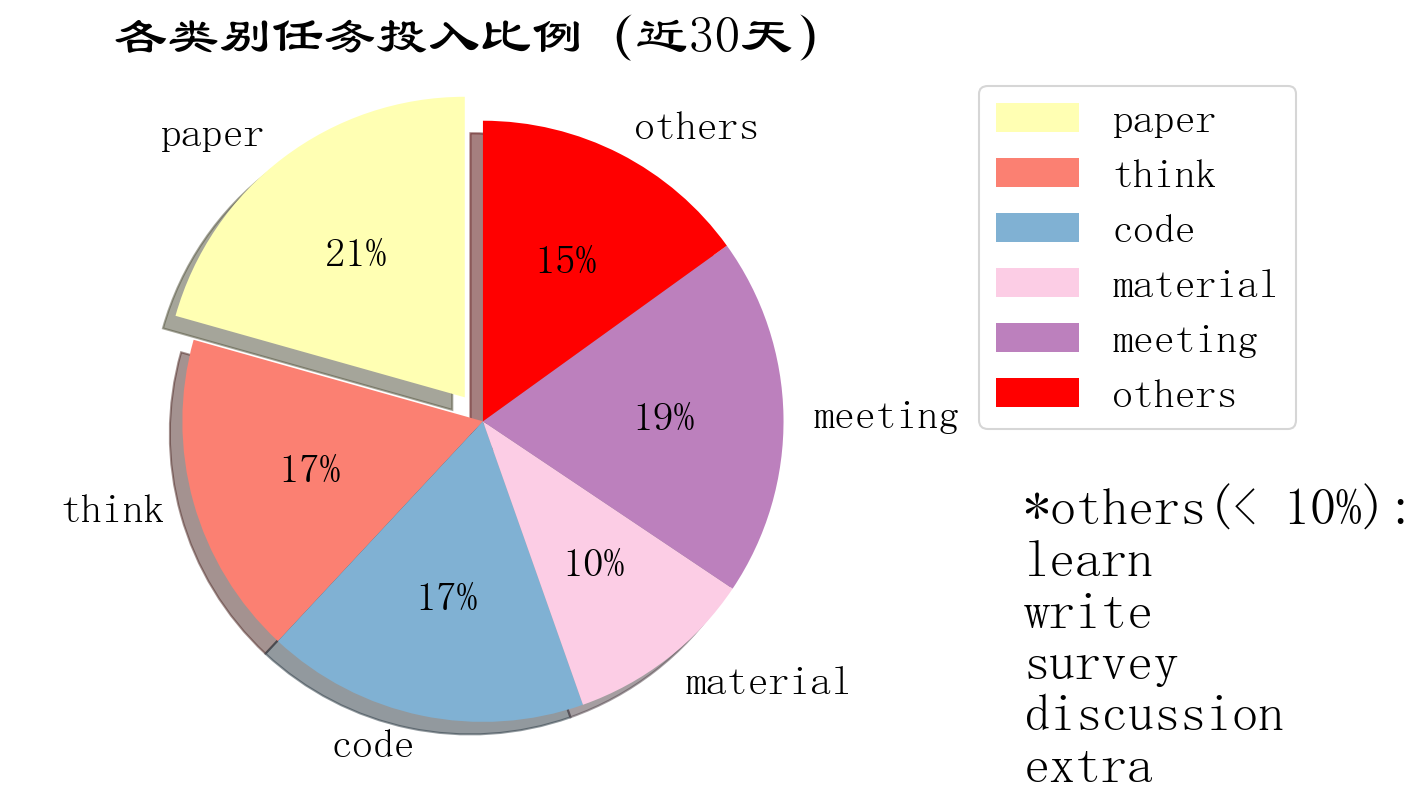 各类别任务投入比例 (近30天)
paper
others
21%
15%
think
17%
19%
meeting
17%
10%
code
material
paper
think
code
material
meeting
others
*others(< 10%):
learn
write
survey
discussion
extra